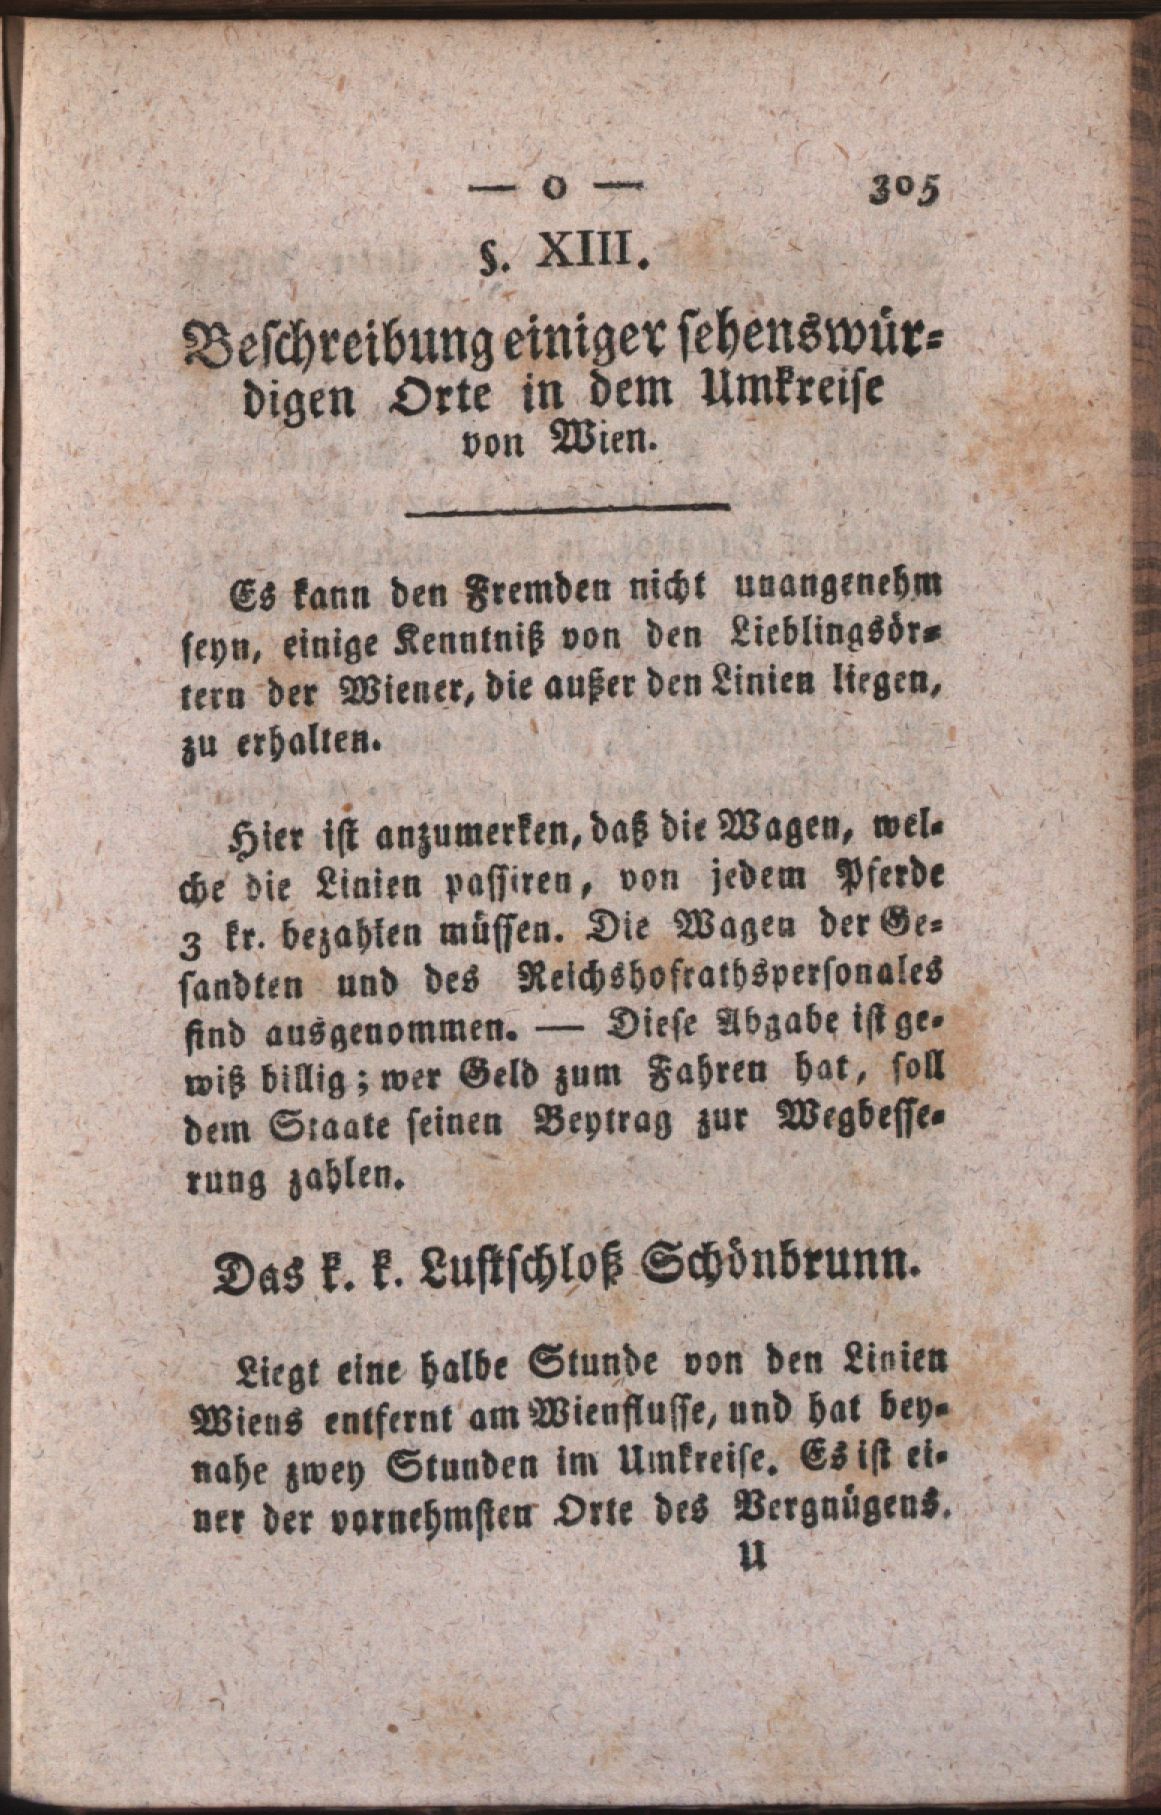 — 0 — 305
§. XIII.
Beschreibung einiger sehenswür-
digen Orte in dem Umkreise
von Wien.
Es kann den Fremden nicht unangenehm
seyn, einige Kenntniß von den Lieblingsör-
tern der Wiener, die außer den Linien liegen,
zu erhalten.
Hier ist anzumerken, daß die Wagen, wel-
che die Linien passiren, von jedem Pferde
3 kr. bezahlen müssen. Die Wagen der Ge-
sandten und des Reichshofrathspersonales
sind ausgenommen. — Diese Abgabe ist ge-
wiß billig; wer Geld zum Fahren hat, soll
dem Staate seinen Beytrag zur Wegbesse-
rung zahlen.
Das k. k. Lustschloß Schönbrunn.
Liegt eine halbe Stunde von den Linien
Wiens entfernt am Wienflusse, und hat bey-
nahe zwey Stunden im Umkreise. Es ist ei-
ner der vornehmsten Orte des Vergnügens.
U